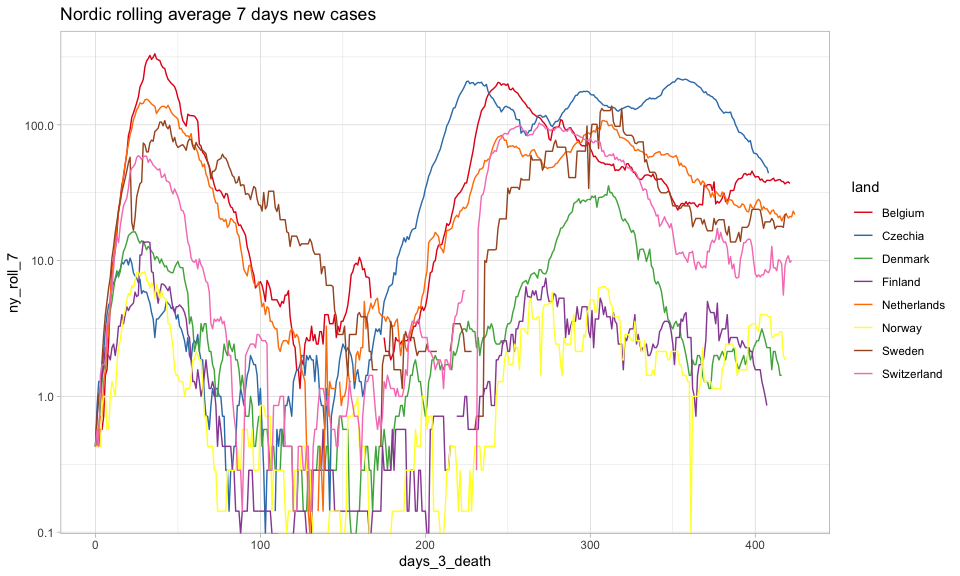 Nordic rolling average 7 days new cases
ny_roll_7
100.0
10.0
1.0
0.1
0 100 200 300 400
days_3_death
land
Belgium
Czechia
Denmark
Finland
Netherlands
Norway
Sweden
Switzerland